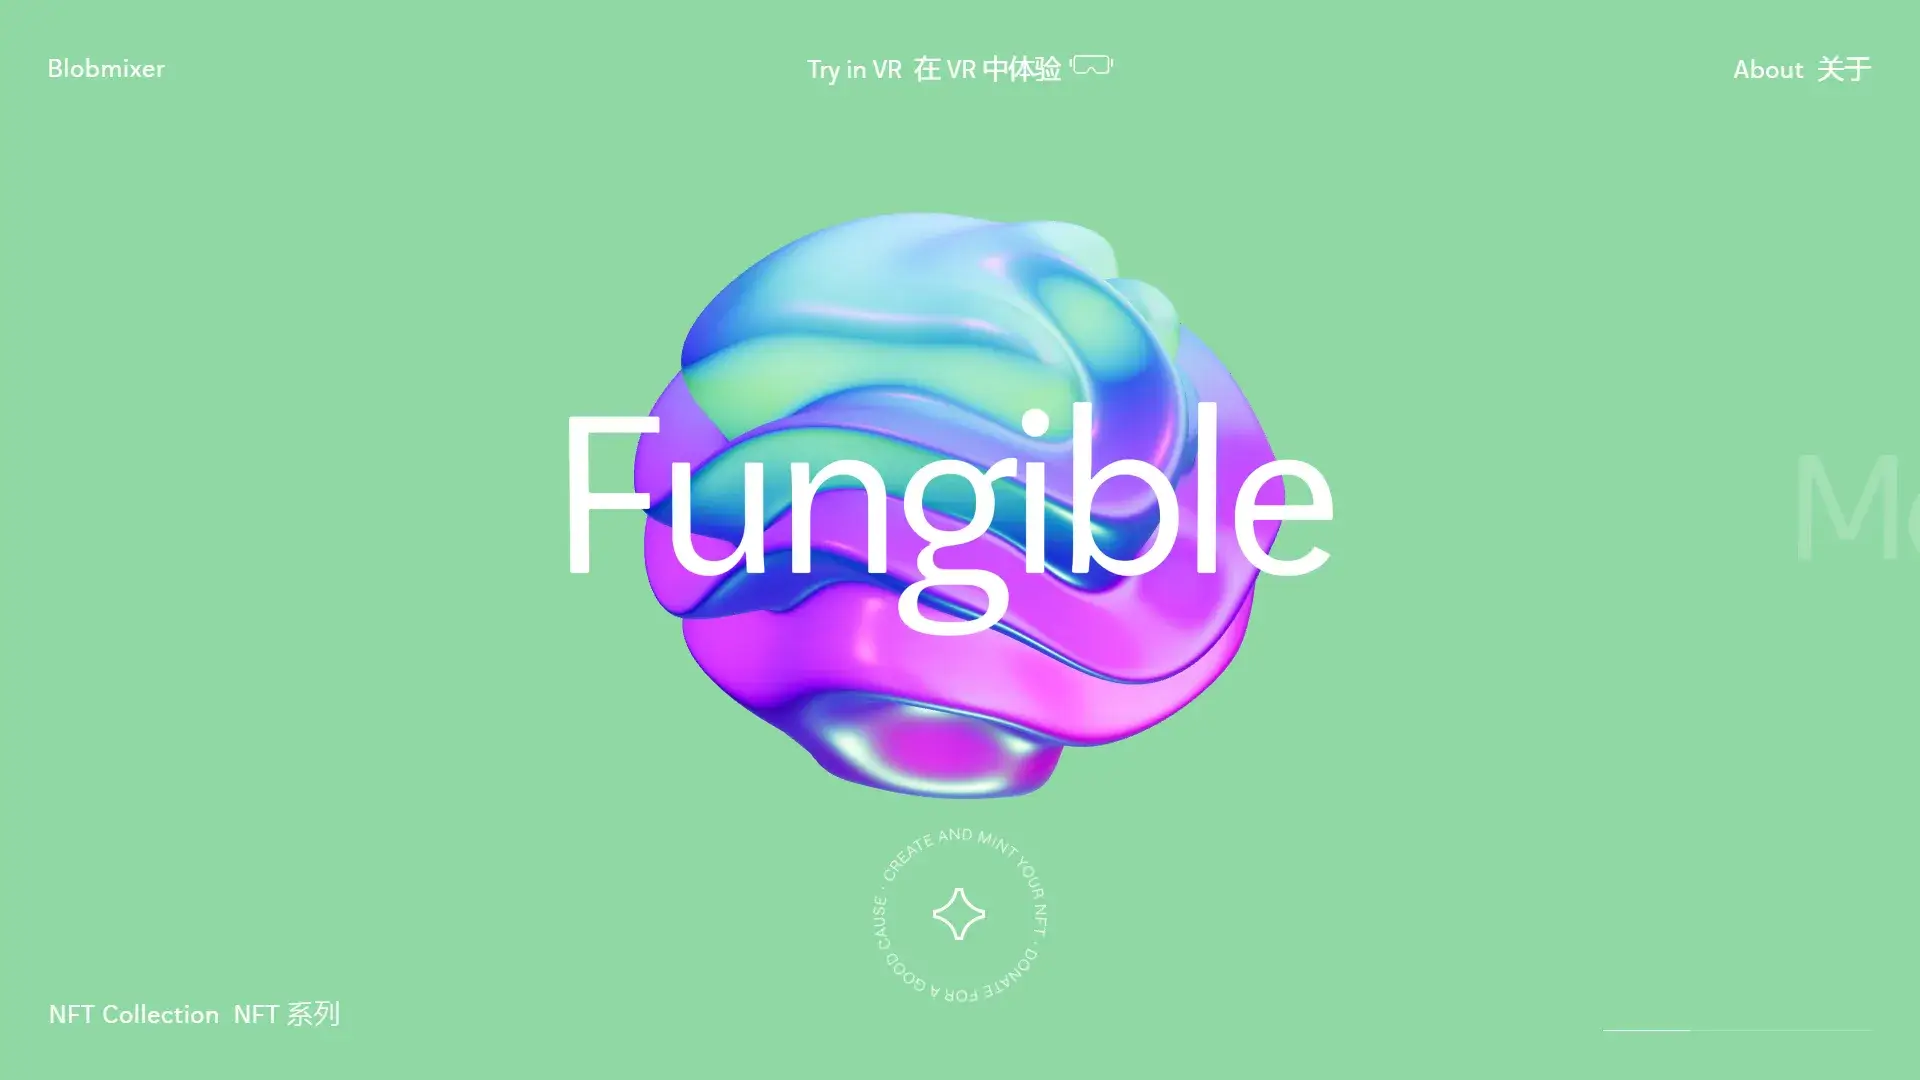 Blobmixer
Try in VR 在 VR 中体验
About 关于
Fungible
CREATE AND MINT YOUR NFT · DONATE FOR A GOOD CAUSE ·
NFT Collection NFT 系列